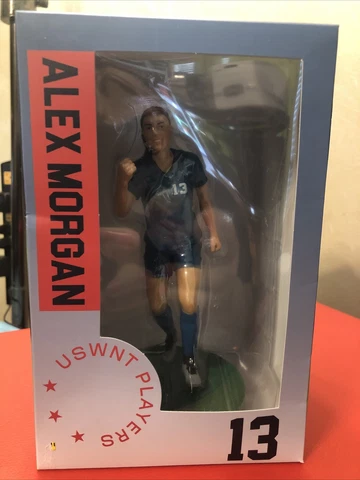 ALEX MORGAN
13
USWNT PLAYERS
13